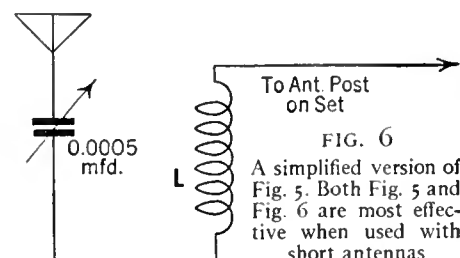 To Ant. Post
on Set
0.0005
mfd.
L
FIG. 6
A simplified version of
Fig. 5. Both Fig. 5 and
Fig. 6 are most effec-
tive when used with
short antennas